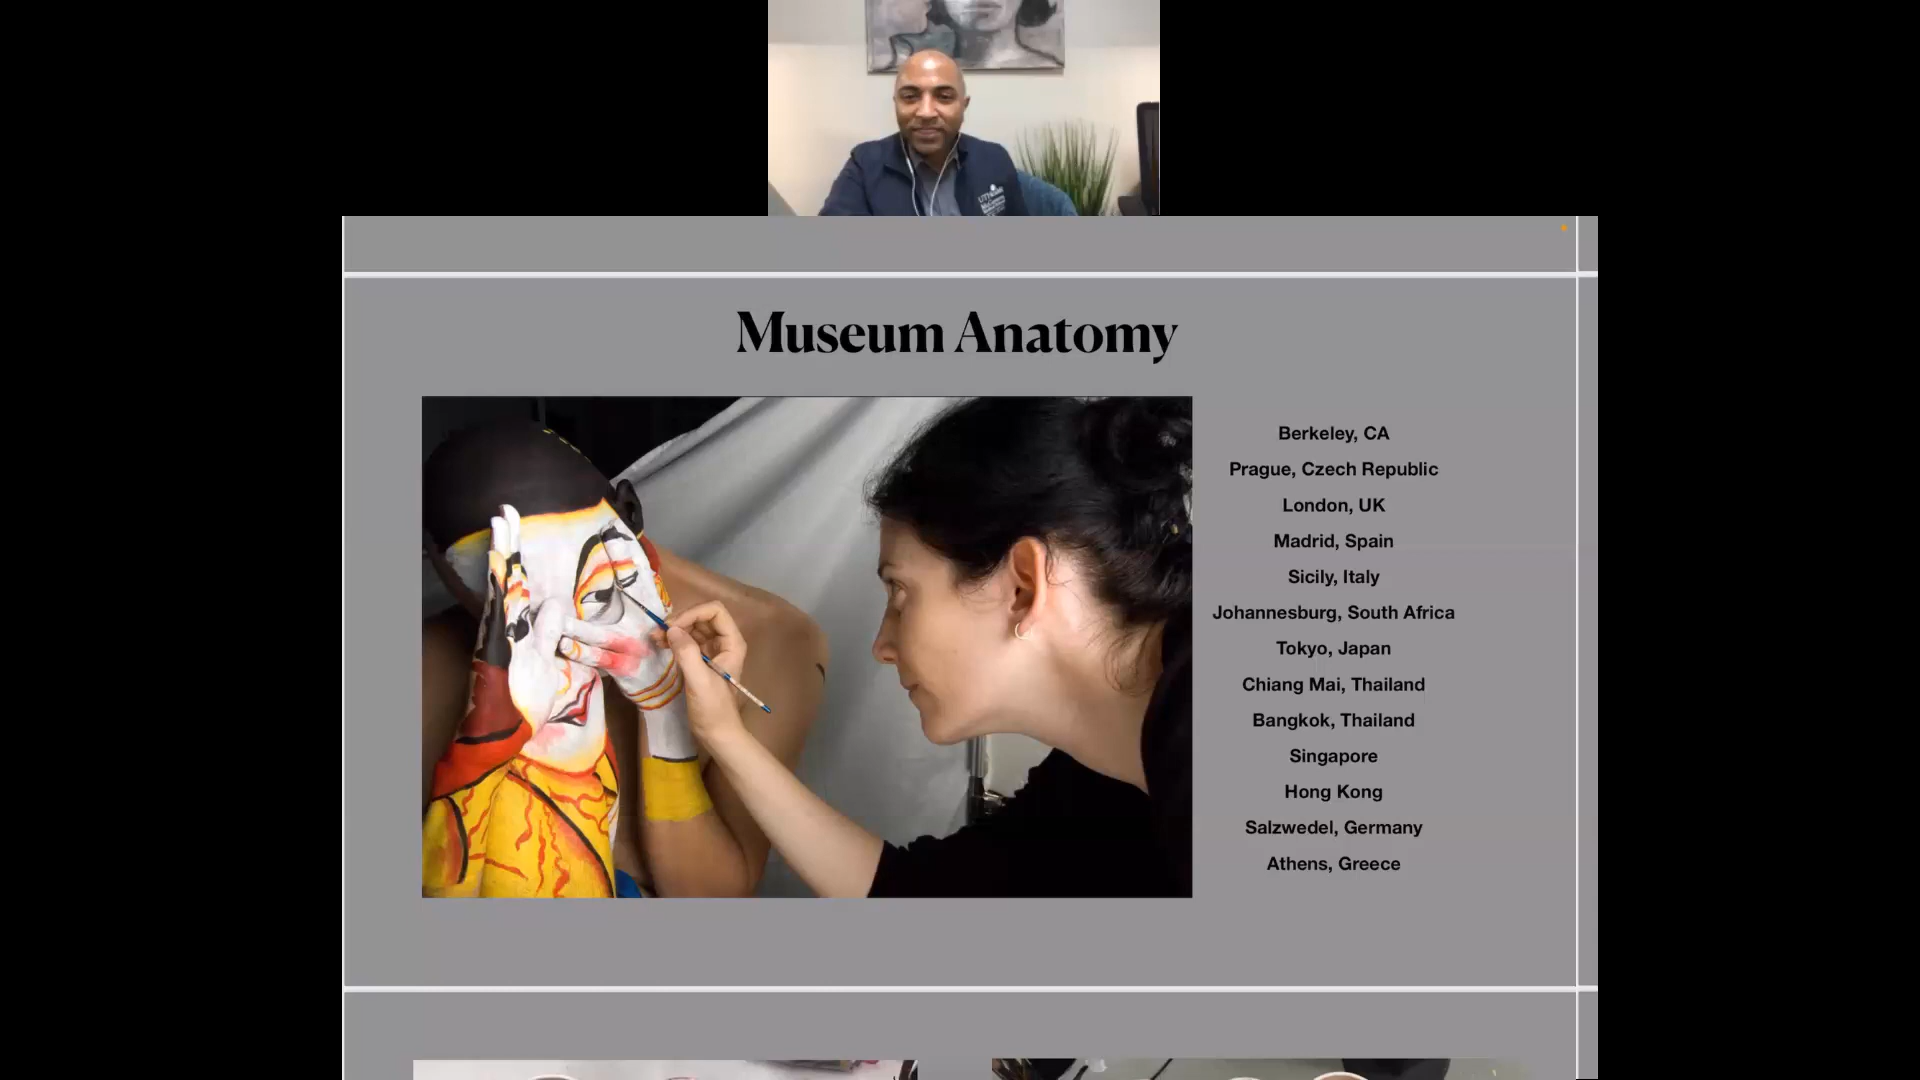 Museum Anatomy
Berkeley, CA
Prague, Czech Republic
London, UK
Madrid, Spain
Sicily, Italy
Johannesburg, South Africa
Tokyo, Japan
Chiang Mai, Thailand
Bangkok, Thailand
Singapore
Hong Kong
Salzwedel, Germany
Athens, Greece